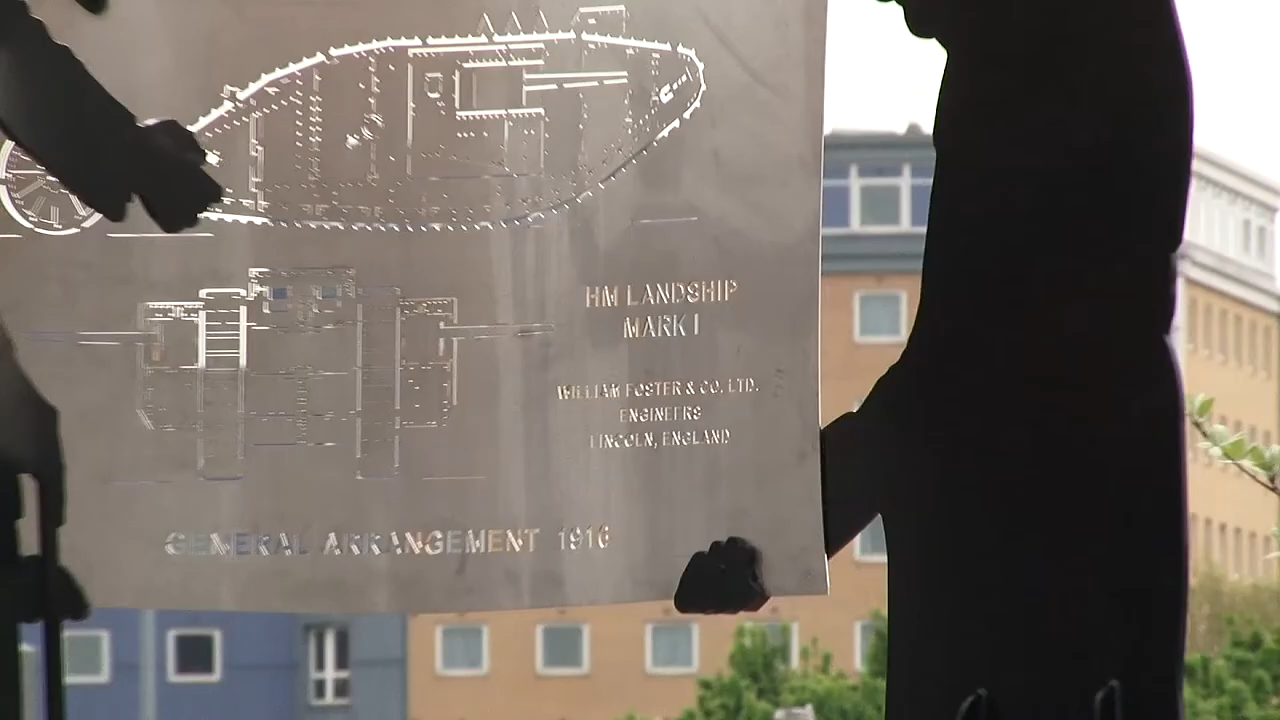 HM LANDSHIP
MARK I
WILLIAM FOSTER & CO. LTD.
ENGINEERS
LINCOLN, ENGLAND
GENERAL ARRANGEMENT 1916